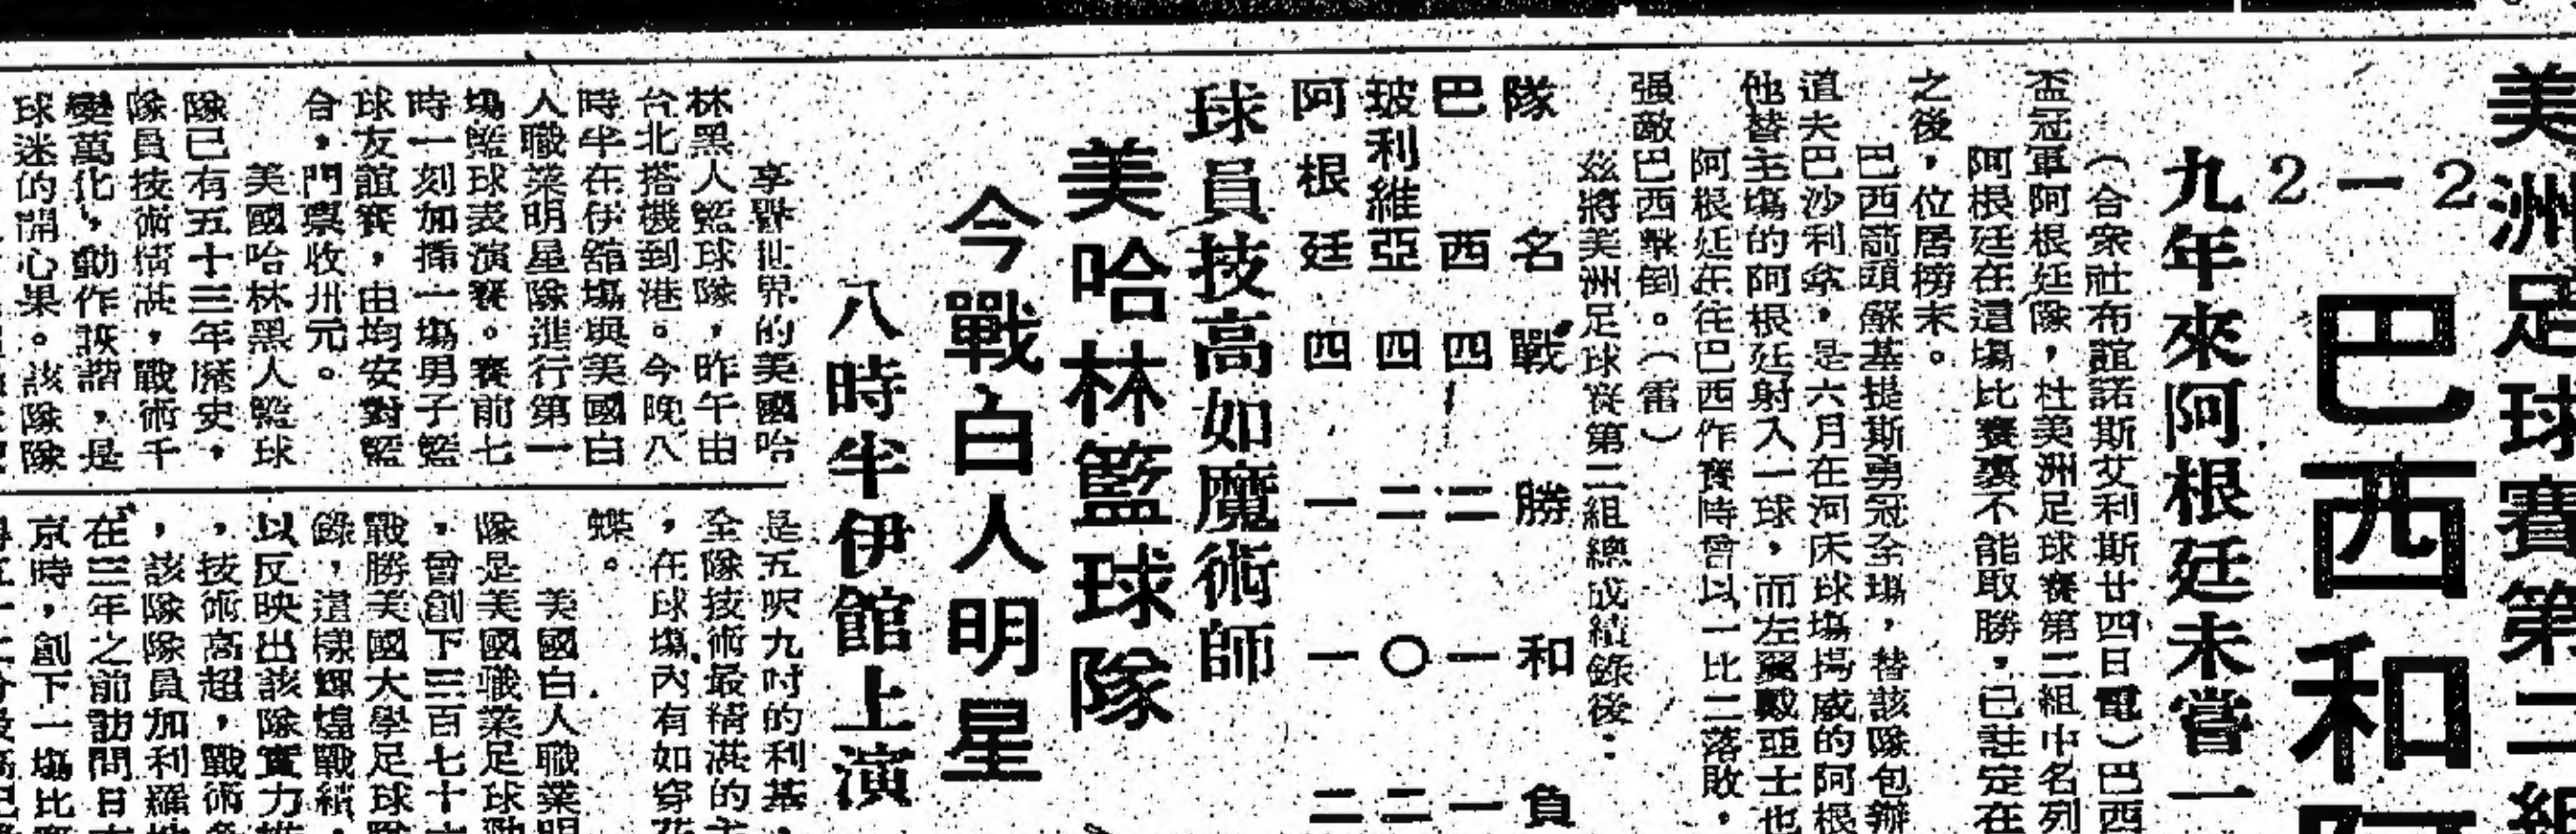 美洲足球賽第二組
2－2
巴西和阿
九年來阿根廷未嘗一
（合衆社布誼諾斯艾利斯廿四日電）巴西
盃冠軍阿根廷隊，在美洲足球賽第二組中名列
阿根廷在這場比賽裏不能取勝，已註定在
之後，位居榜末。
巴西箭頭蘇基提斯勇冠全場，替該隊包辦
道夫巴沙利拿，是六月在河床球場揚威的阿根
他替主場的阿根廷射入一球，而左翼戴亞士也
阿根廷在往巴西作賽時曾以一比二落敗，
强敵巴西擊倒。（雷）
茲將美洲足球賽第二組總成績錄後：
隊名 戰 勝 和 負
巴西 四 二 一 一
玻利維亞 四 二 〇 二
阿根廷 四 一 一 二
球員技高如魔術師
美哈林籃球隊
今戰白人明星
八時半伊館上演
享譽世界的美國哈
林黑人籃球隊，昨午由
台北搭機到港。今晚八
時半在伊館場與美國白
人職業明星隊進行第一
場籃球表演賽。賽前七
時一刻加插一場男子籃
球友誼賽，由均安對籃
合，門票收卅元。
美國哈林黑人籃球
隊已有五十三年歷史，
隊員技術精湛，戰術千
變萬化，動作詼諧，是
球迷的開心果。該隊隊
是五呎九吋的利基，
全隊技術最精湛的主
，在球場內有如穿花
蝶。
美國白人職業明
隊是美國職業足球勁
，曾創下三百七十
戰勝美國大學足球隊
錄，這樣輝煌戰績，
以反映出該隊實力
，技術高超，戰術
，該隊隊員加利羅
在三年之前訪問日本
京時，創下一場比賽